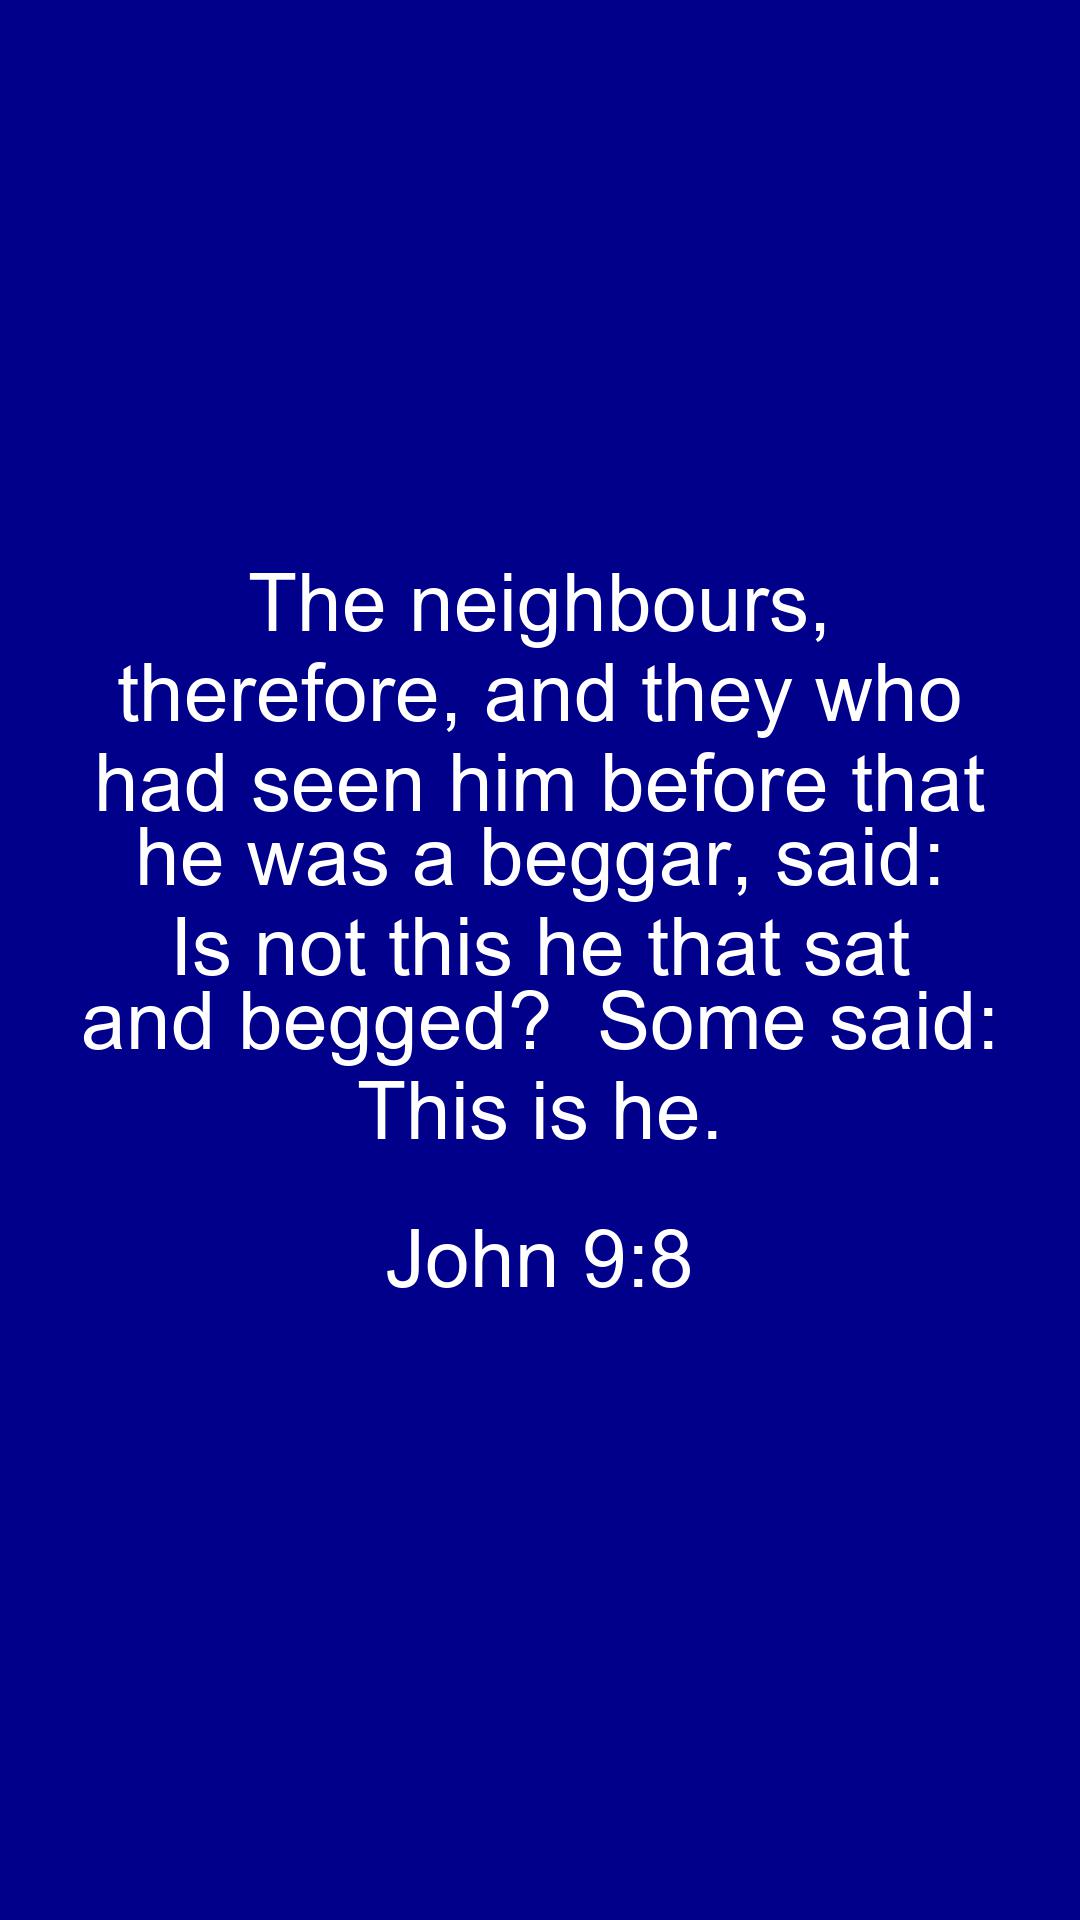 The neighbours,
therefore, and they who
had seen him before that
he was a beggar, said:
Is not this he that sat
and begged?  Some said:
This is he.
John 9:8